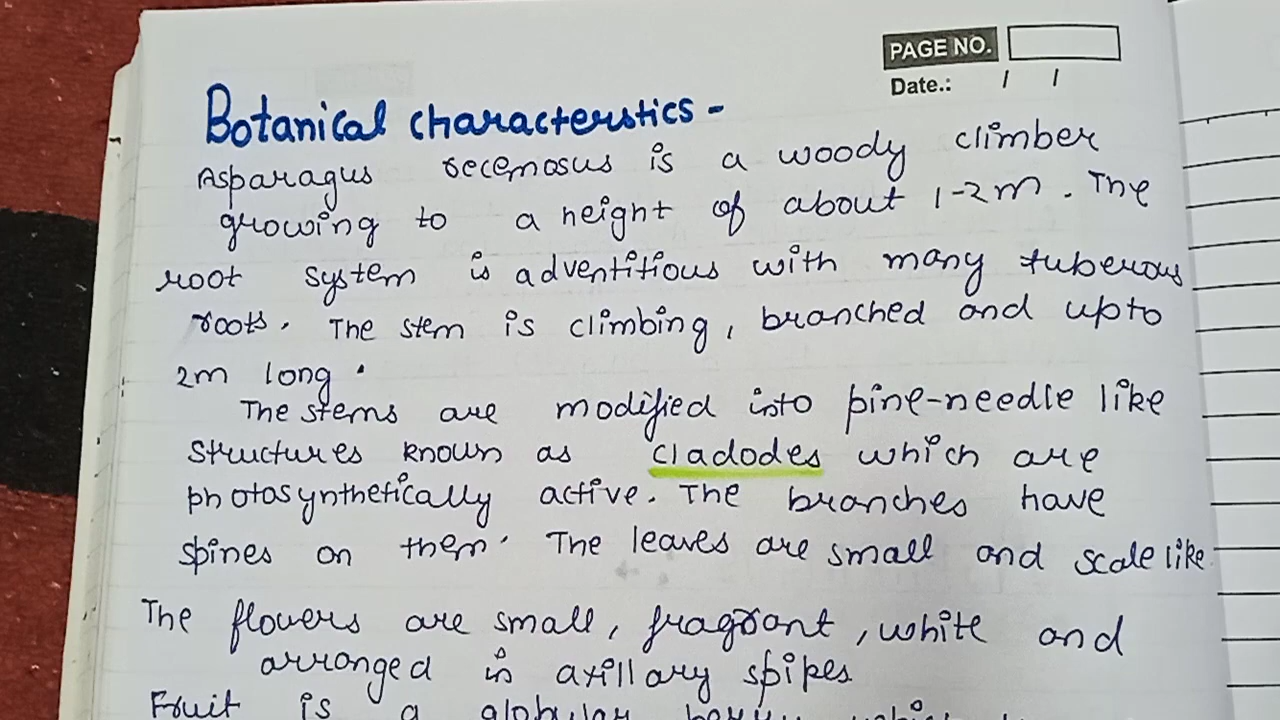 PAGE NO.
Date.: / /
Botanical characterstics -
Asparagus recemosus is a woody climber
growing to a height of about 1-2m. The
root system is adventitious with many tuberous
roots. The stem is climbing, branched and upto
2m long.
The stems are modified into pine-needle like
structures known as cladodes which are
photosynthetically active. The branches have
spines on them. The leaves are small and scale like
The flowers are small, fragrant, white and
arranged in axillary spikes
Fruit is a globular berry which